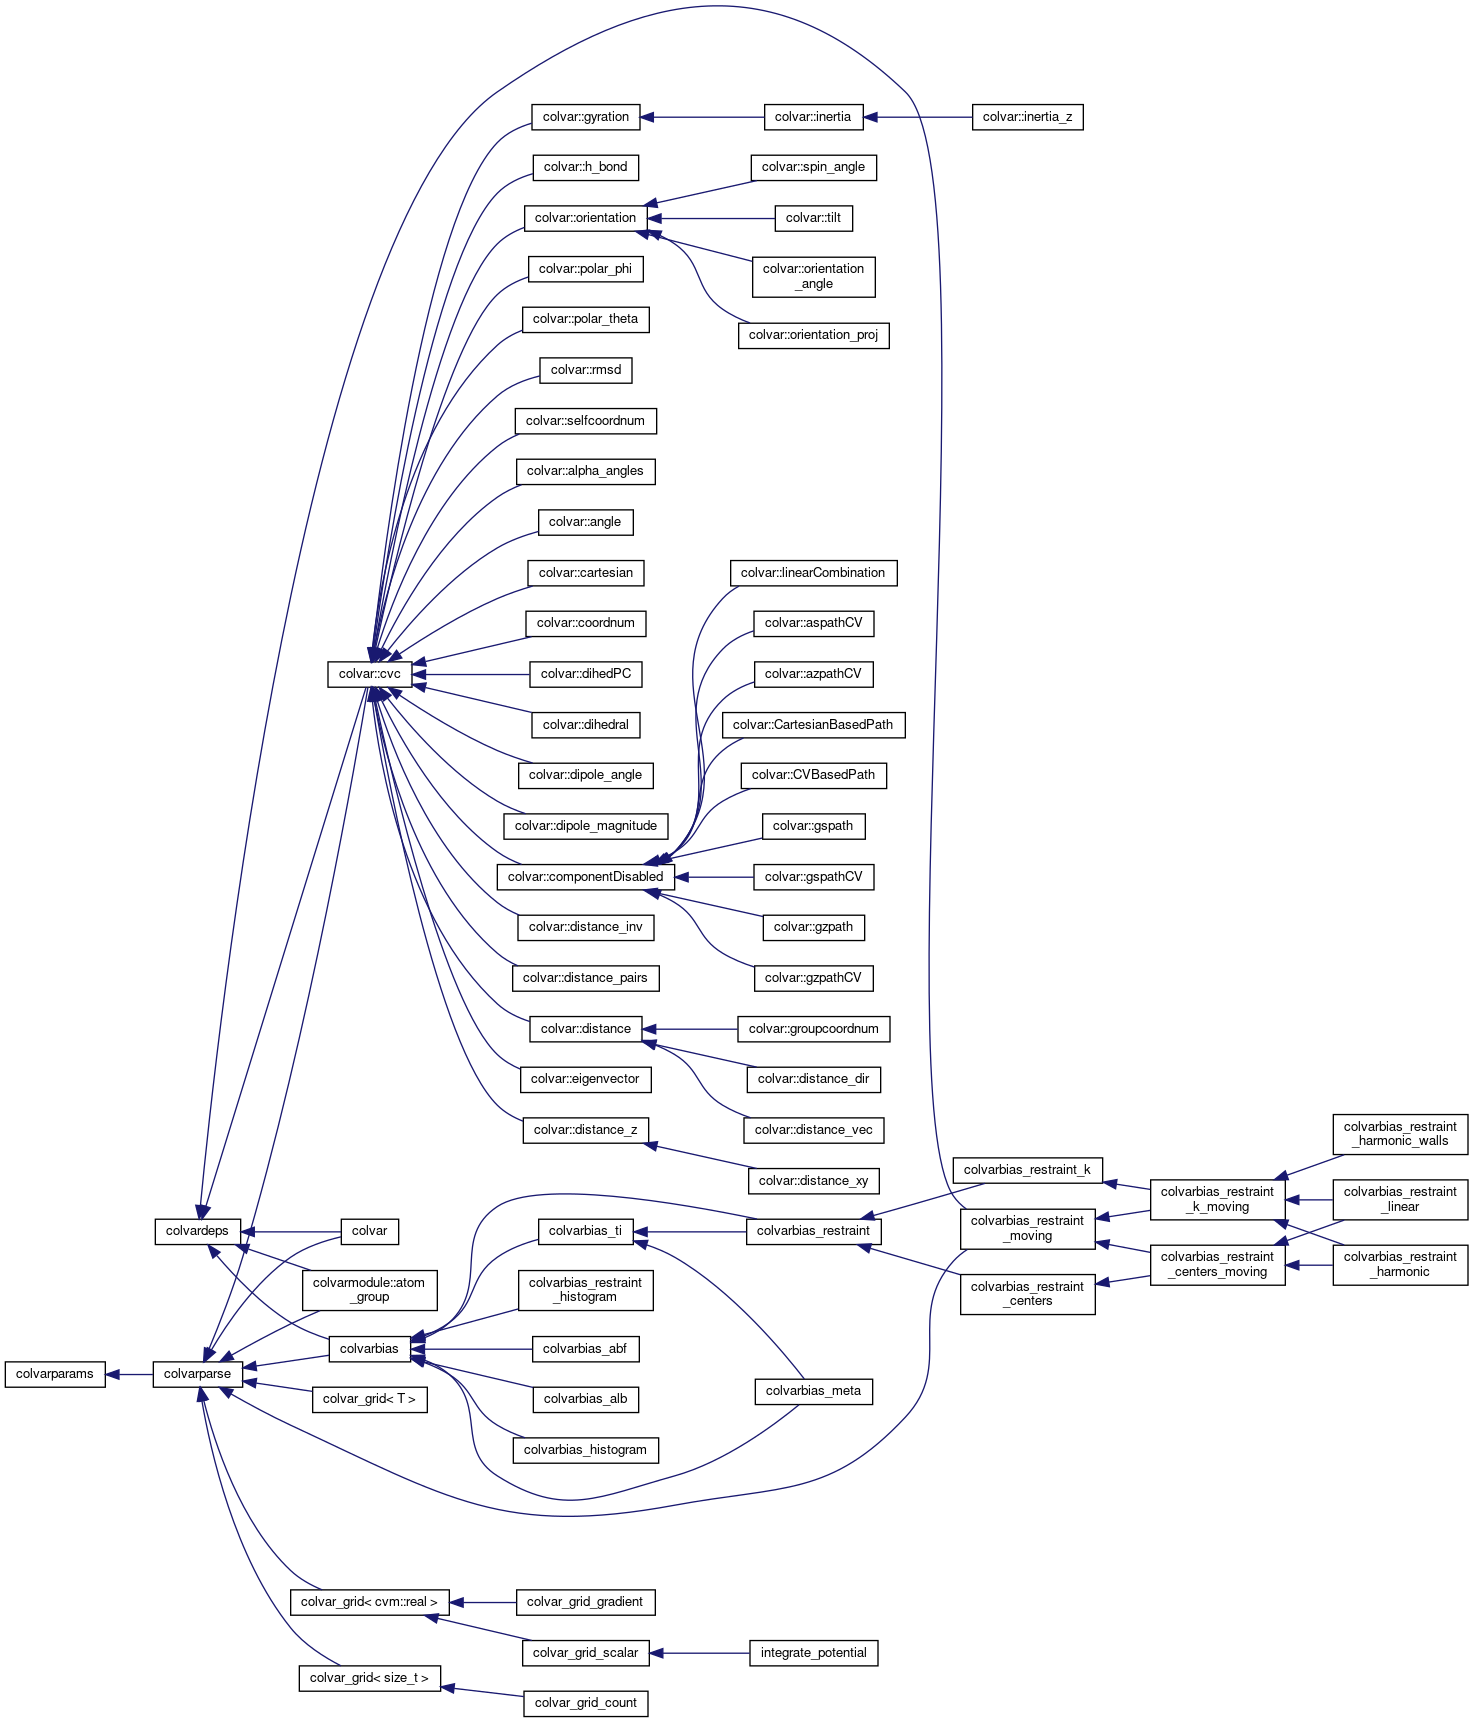 colvar::gyration
colvar::inertia
colvar::inertia_z
colvar::h_bond
colvar::spin_angle
colvar::orientation
colvar::tilt
colvar::polar_phi
colvar::orientation
_angle
colvar::polar_theta
colvar::orientation_proj
colvar::rmsd
colvar::selfcoordnum
colvar::alpha_angles
colvar::angle
colvar::cartesian
colvar::linearCombination
colvar::coordnum
colvar::aspathCV
colvar::cvc
colvar::dihedPC
colvar::azpathCV
colvar::dihedral
colvar::CartesianBasedPath
colvar::dipole_angle
colvar::CVBasedPath
colvar::dipole_magnitude
colvar::gspath
colvar::componentDisabled
colvar::gspathCV
colvar::distance_inv
colvar::gzpath
colvar::distance_pairs
colvar::gzpathCV
colvar::distance
colvar::groupcoordnum
colvar::eigenvector
colvar::distance_dir
colvar::distance_z
colvar::distance_vec
colvar::distance_xy
colvarbias_restraint
_harmonic_walls
colvarbias_restraint_k
colvarbias_restraint
_k_moving
colvarbias_restraint
_linear
colvardeps
colvar
colvarbias_ti
colvarbias_restraint
colvarbias_restraint
_moving
colvarbias_restraint
_centers_moving
colvarbias_restraint
_harmonic
colvarmodule::atom
_group
colvarbias_restraint
_histogram
colvarbias_restraint
_centers
colvarbias
colvarbias_abf
colvarparams
colvarparse
colvar_grid< T >
colvarbias_alb
colvarbias_meta
colvarbias_histogram
colvar_grid< cvm::real >
colvar_grid_gradient
colvar_grid_scalar
integrate_potential
colvar_grid< size_t >
colvar_grid_count